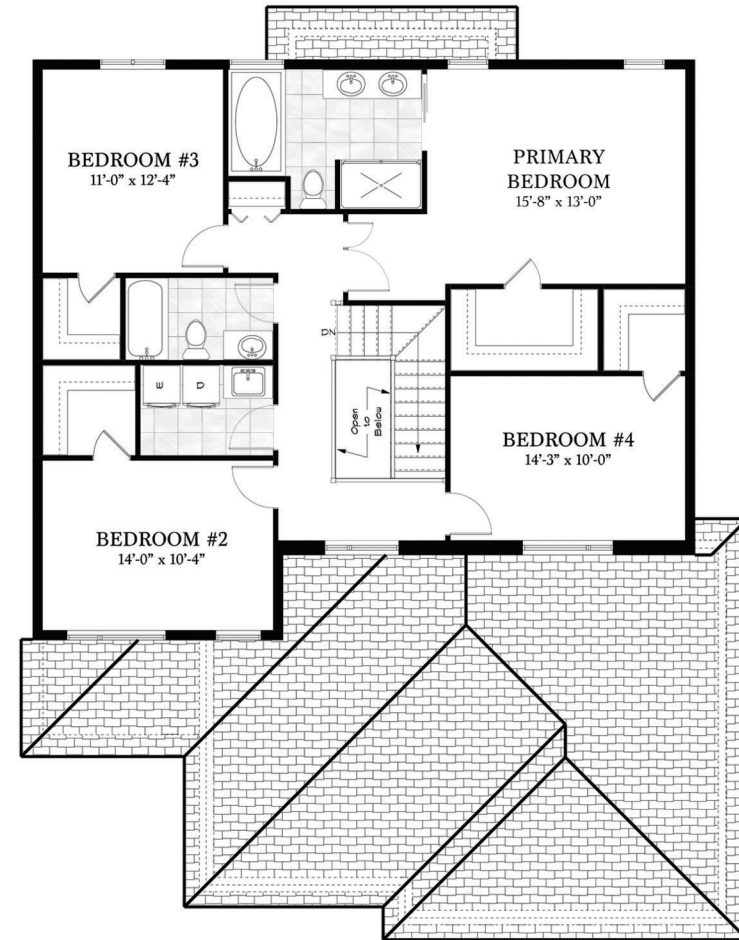 BEDROOM #3
11'-0" x 12'-4"
PRIMARY
BEDROOM
15'-8" x 13'-0"
DN
W
D
Open
to
Below
BEDROOM #4
14'-3" x 10'-0"
BEDROOM #2
14'-0" x 10'-4"